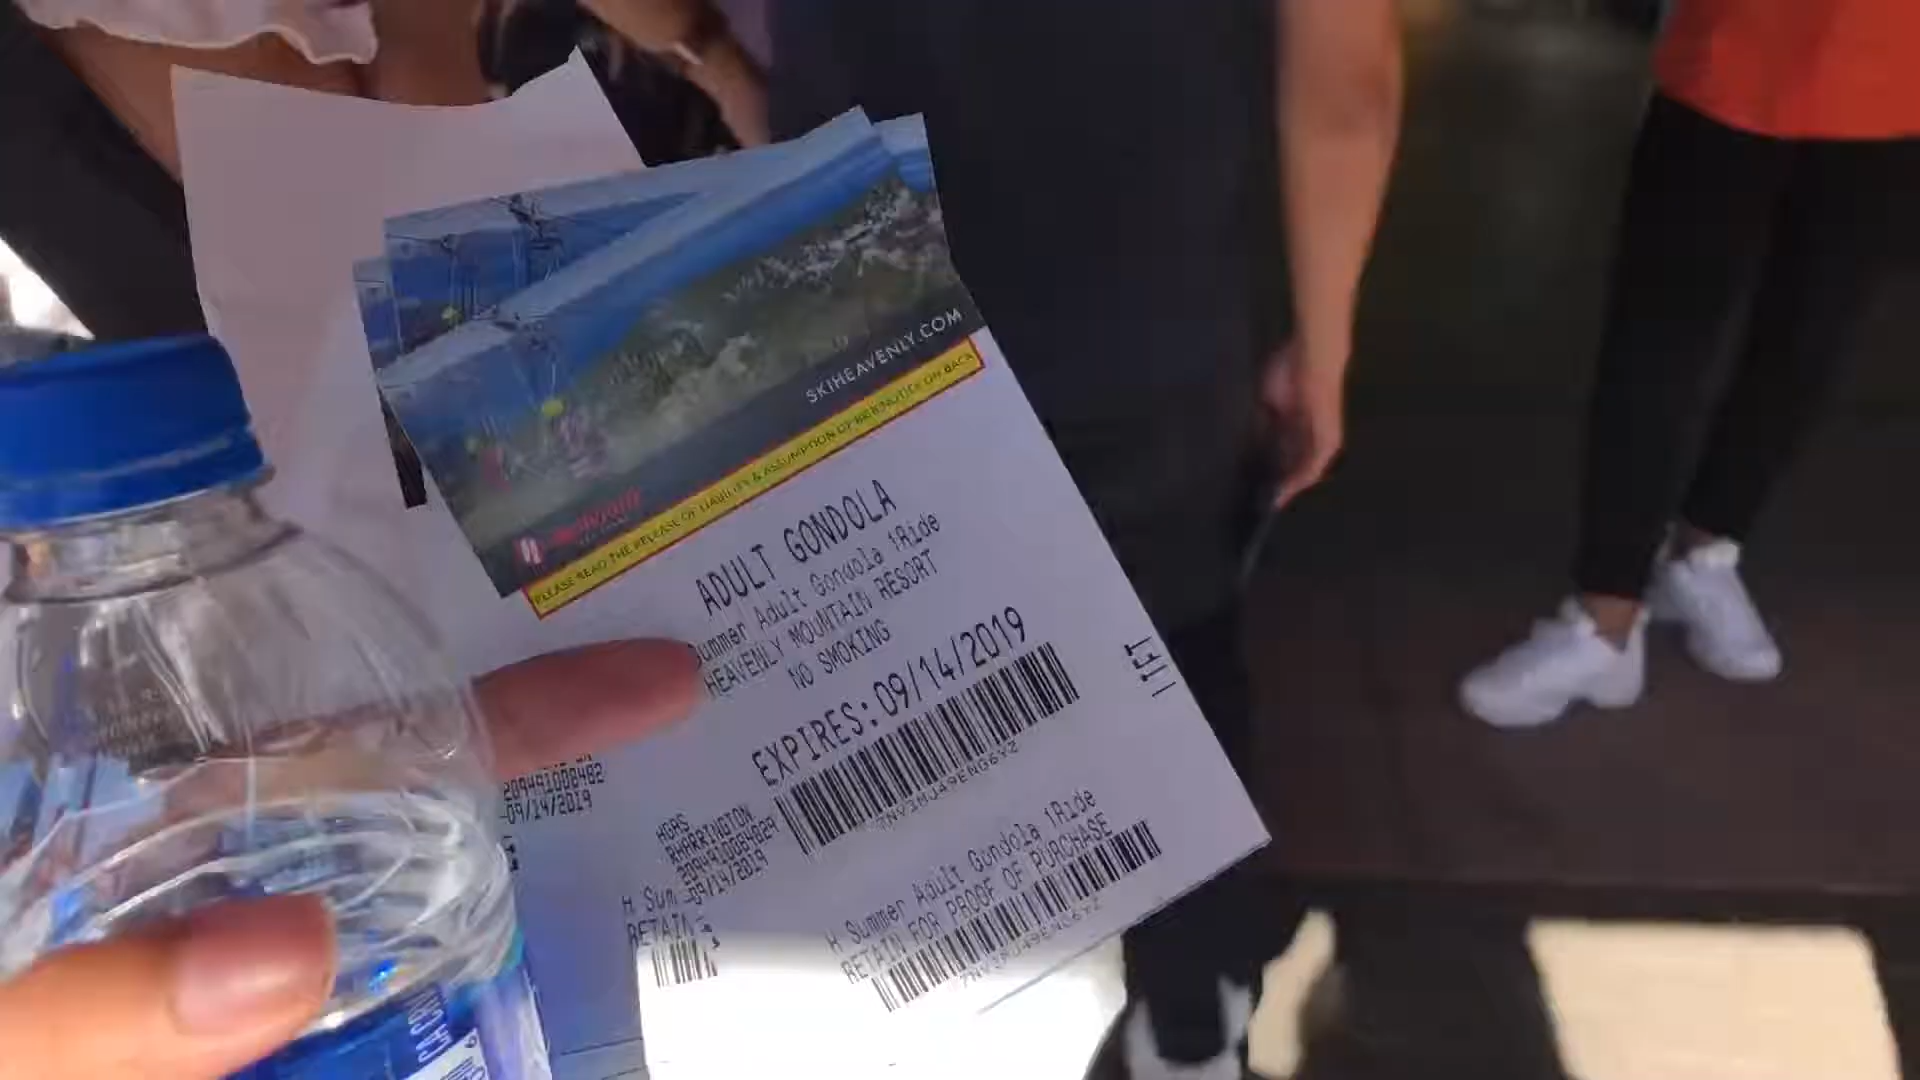 SKIHEAVENLY.COM
PLEASE READ THE RELEASE OF LIABILITY & ASSUMPTION OF RISK NOTICE ON BACK
ADULT GONDOLA
Summer Adult Gondola 1Ride
HEAVENLY MOUNTAIN RESORT
NO SMOKING
EXPIRES:09/14/2019
LIFT
209491008482
-09/14/2019
HGAS
RHARRINGTON
-09/14/2019
H Sum
RETAIN
H Summer Adult Gondola 1Ride
RETAIN FOR PROOF OF PURCHASE